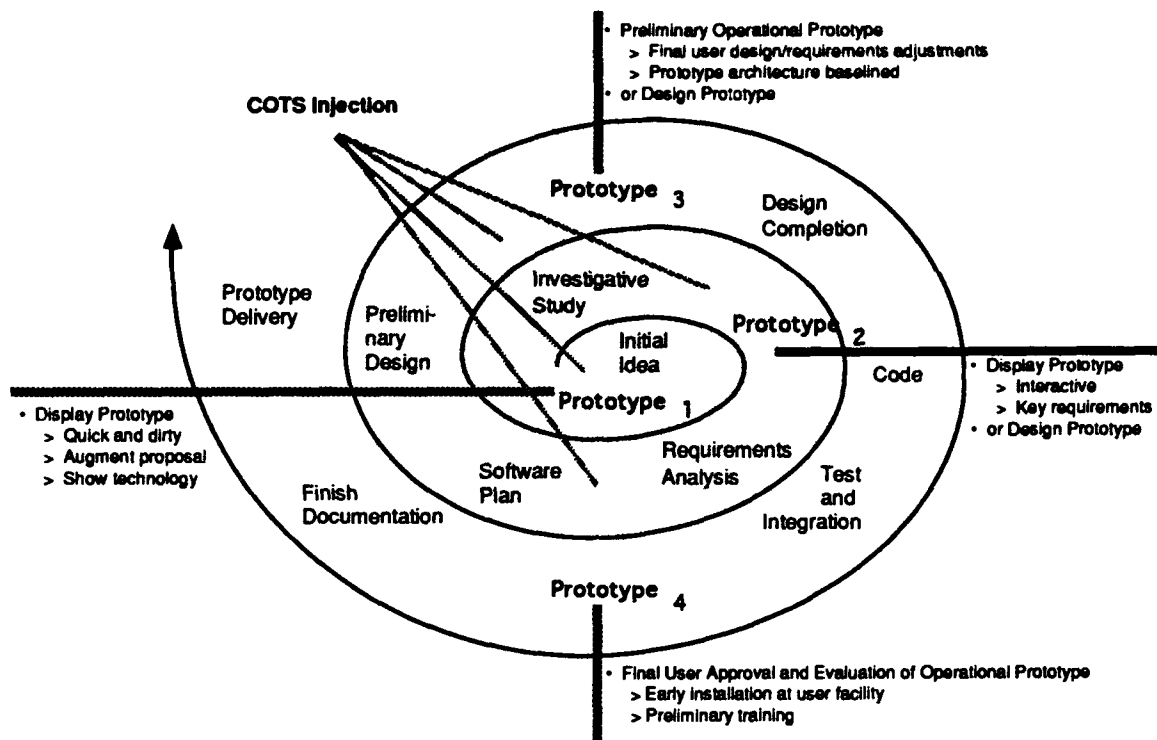 • Preliminary Operational Prototype
> Final user design/requirements adjustments
> Prototype architecture baselined
• or Design Prototype
COTS Injection
Prototype 3
Design
Completion
Investigative
Study
Prototype
Delivery
Prelimi-
nary
Design
Initial
Idea
Prototype 2
Code
• Display Prototype
> Interactive
> Key requirements
• or Design Prototype
Prototype 1
• Display Prototype
> Quick and dirty
> Augment proposal
> Show technology
Requirements
Analysis
Software
Plan
Finish
Documentation
Test
and
Integration
Prototype 4
• Final User Approval and Evaluation of Operational Prototype
> Early installation at user facility
> Preliminary training